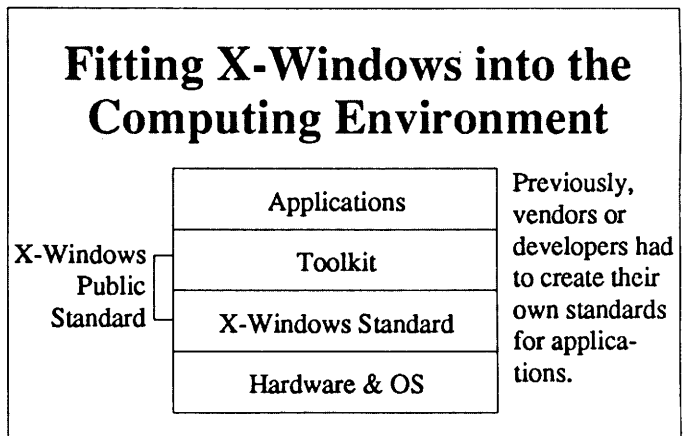 Fitting X-Windows into the
Computing Environment
Applications
Toolkit
X-Windows Standard
Hardware & OS
X-Windows
Public
Standard
Previously,
vendors or
developers had
to create their
own standards
for applica-
tions.